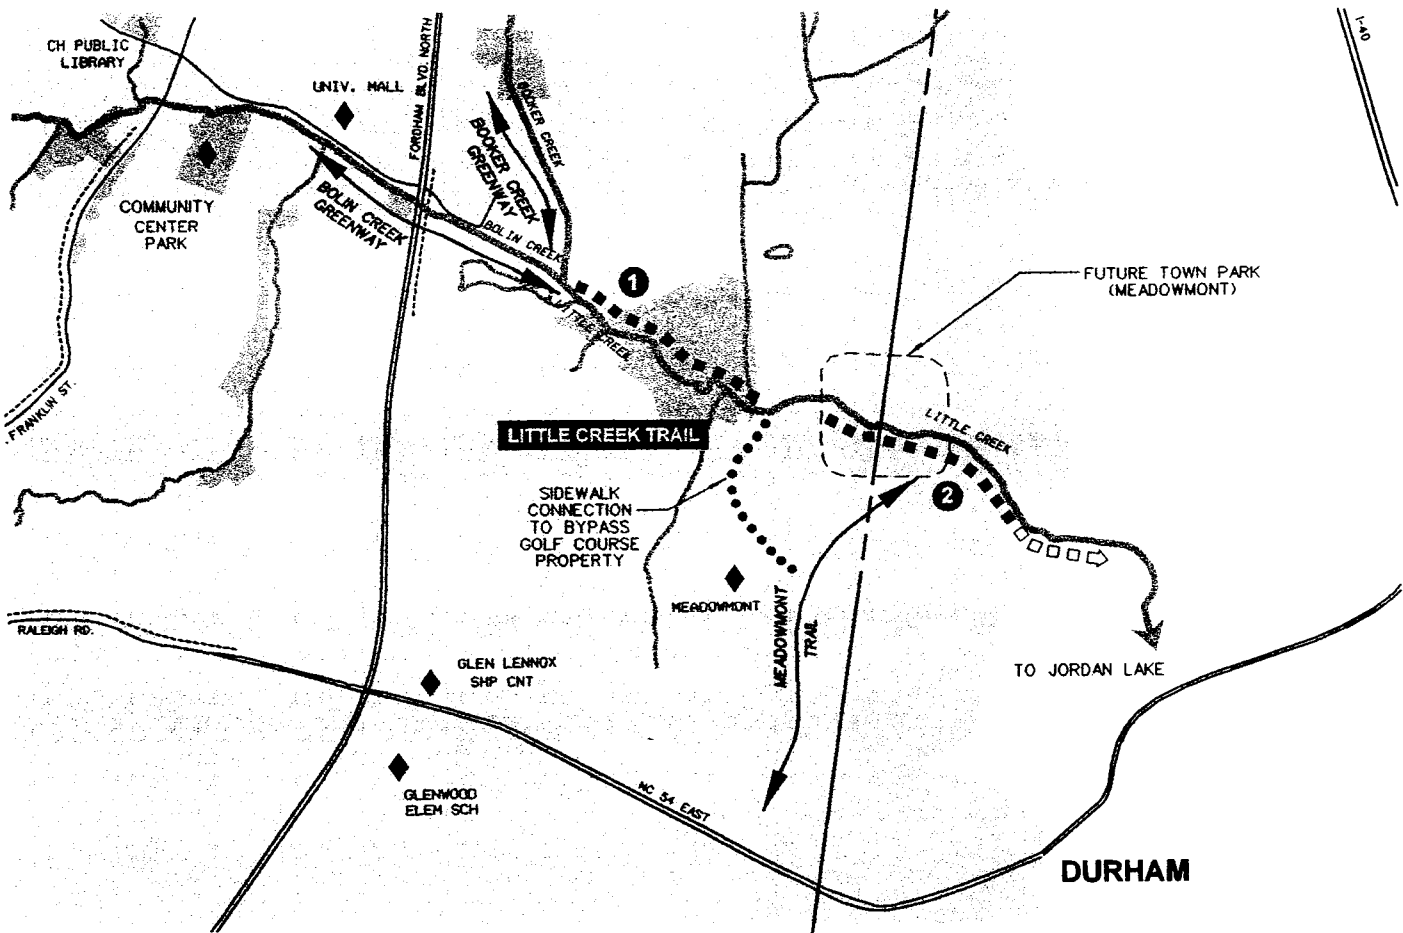 CH PUBLIC
LIBRARY
UNIV. MALL
FORDHAM BLVD. NORTH
BOOKER CREEK
BOOKER CREEK
GREENWAY
I-40
COMMUNITY
CENTER
PARK
BOLIN CREEK
GREENWAY
BOLIN CREEK
1
FUTURE TOWN PARK
(MEADOWMONT)
LITTLE CREEK
FRANKLIN ST.
LITTLE CREEK TRAIL
LITTLE CREEK
SIDEWALK
CONNECTION
TO BYPASS
GOLF COURSE
PROPERTY
2
MEADOWMONT
MEADOWMONT
TRAIL
RALEIGH RD.
GLEN LENNOX
SHP CNT
TO JORDAN LAKE
GLENWOOD
ELEM SCH
NC 54 EAST
DURHAM